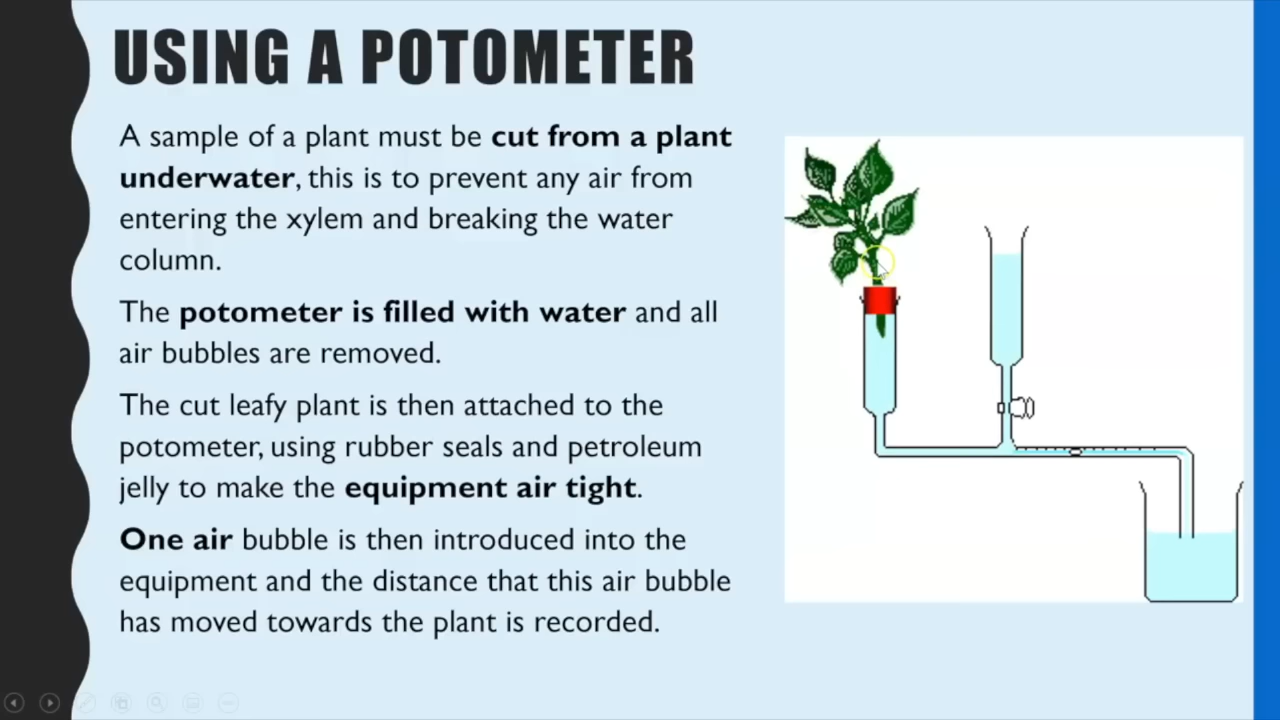 USING A POTOMETER
A sample of a plant must be cut from a plant
underwater, this is to prevent any air from
entering the xylem and breaking the water
column.
The potometer is filled with water and all
air bubbles are removed.
The cut leafy plant is then attached to the
potometer, using rubber seals and petroleum
jelly to make the equipment air tight.
One air bubble is then introduced into the
equipment and the distance that this air bubble
has moved towards the plant is recorded.